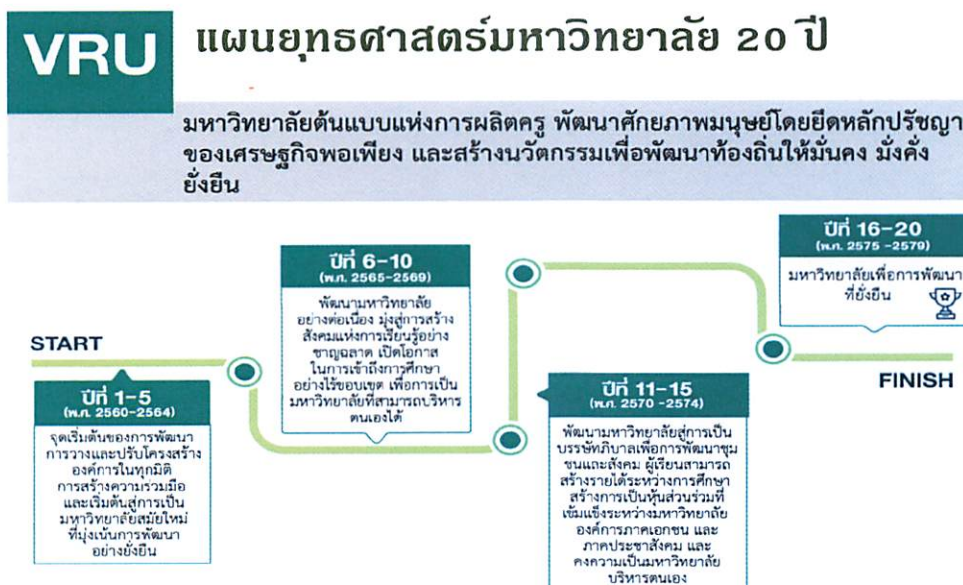 VRU
แผนยุทธศาสตร์มหาวิทยาลัย 20 ปี
มหาวิทยาลัยต้นแบบแห่งการผลิตครู พัฒนาศักยภาพมนุษย์โดยยึดหลักปรัชญา
ของเศรษฐกิจพอเพียง และสร้างนวัตกรรมเพื่อพัฒนาท้องถิ่นให้มั่นคง มั่งคั่ง
ยั่งยืน
START
ปีที่ 1-5
(พ.ศ. 2560-2564)
จุดเริ่มต้นของการพัฒนา
การวางและปรับโครงสร้าง
องค์การในทุกมิติ
การสร้างความร่วมมือ
และเริ่มต้นสู่การเป็น
มหาวิทยาลัยสมัยใหม่
ที่มุ่งเน้นการพัฒนา
อย่างยั่งยืน
ปีที่ 6-10
(พ.ศ. 2565-2569)
พัฒนามหาวิทยาลัย
อย่างต่อเนื่อง มุ่งสู่การสร้าง
สังคมแห่งการเรียนรู้อย่าง
ชาญฉลาด เปิดโอกาส
ในการเข้าถึงการศึกษา
อย่างไร้ขอบเขต เพื่อการเป็น
มหาวิทยาลัยที่สามารถบริหาร
ตนเองได้
ปีที่ 11-15
(พ.ศ. 2570 -2574)
พัฒนามหาวิทยาลัยสู่การเป็น
บรรษัทภิบาลเพื่อการพัฒนาชุม
ชนและสังคม ผู้เรียนสามารถ
สร้างรายได้ระหว่างการศึกษา
สร้างการเป็นหุ้นส่วนร่วมที่
เข้มแข็งระหว่างมหาวิทยาลัย
องค์การภาคเอกชน และ
ภาคประชาสังคม และ
คงความเป็นมหาวิทยาลัย
บริหารตนเอง
ปีที่ 16-20
(พ.ศ. 2575 -2579)
มหาวิทยาลัยเพื่อการพัฒนา
ที่ยั่งยืน
FINISH